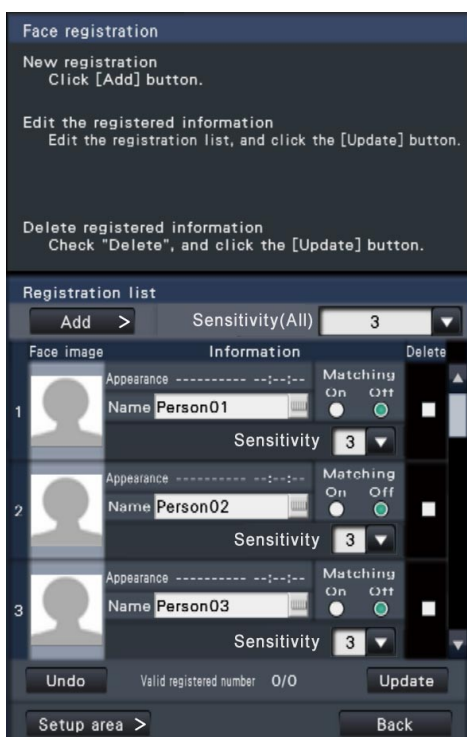 Face registration
New registration
Click [Add] button.
Edit the registered information
Edit the registration list, and click the [Update] button.
Delete registered information
Check "Delete", and click the [Update] button.
Registration list
Add >
Sensitivity(All) 3
Face image Information Delete
Appearance ---------- --:--:-- Matching
On Off
1 Name Person01
Sensitivity 3
Appearance ---------- --:--:-- Matching
On Off
2 Name Person02
Sensitivity 3
Appearance ---------- --:--:-- Matching
On Off
3 Name Person03
Sensitivity 3
Undo Valid registered number 0/0 Update
Setup area > Back